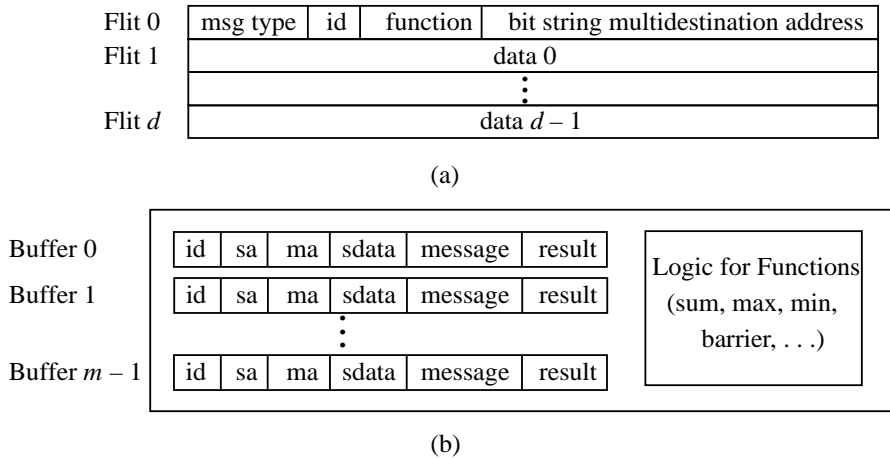 Flit 0 msg type id function bit string multidestination address
Flit 1 data 0
Flit d data d – 1
(a)
Buffer 0 id sa ma sdata message result
Buffer 1 id sa ma sdata message result
Buffer m – 1 id sa ma sdata message result
Logic for Functions
(sum, max, min,
barrier, . . .)
(b)